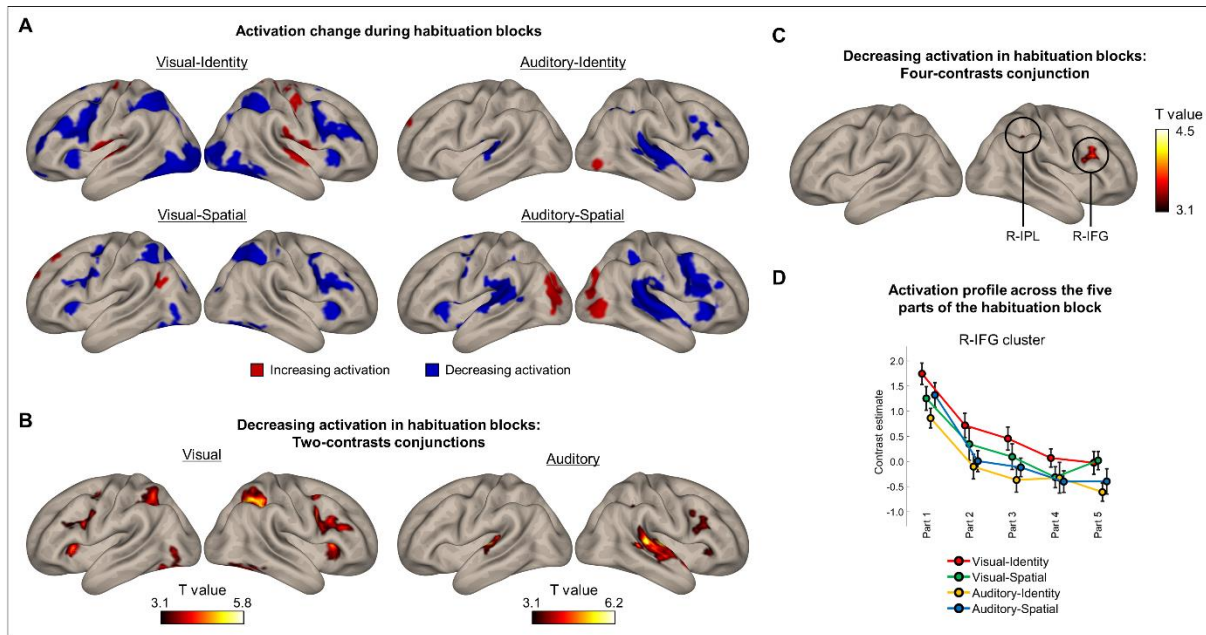 A
Activation change during habituation blocks
Visual-Identity
Auditory-Identity
Visual-Spatial
Auditory-Spatial
Increasing activation
Decreasing activation
B
Decreasing activation in habituation blocks:
Two-contrasts conjunctions
Visual
Auditory
T value
3.1
5.8
T value
3.1
6.2
C
Decreasing activation in habituation blocks:
Four-contrasts conjunction
T value
4.5
3.1
R-IPL
R-IFG
D
Activation profile across the five
parts of the habituation block
R-IFG cluster
Contrast estimate
2.0
1.5
1.0
0.5
0.0
-0.5
-1.0
Part 1
Part 2
Part 3
Part 4
Part 5
Visual-Identity
Visual-Spatial
Auditory-Identity
Auditory-Spatial